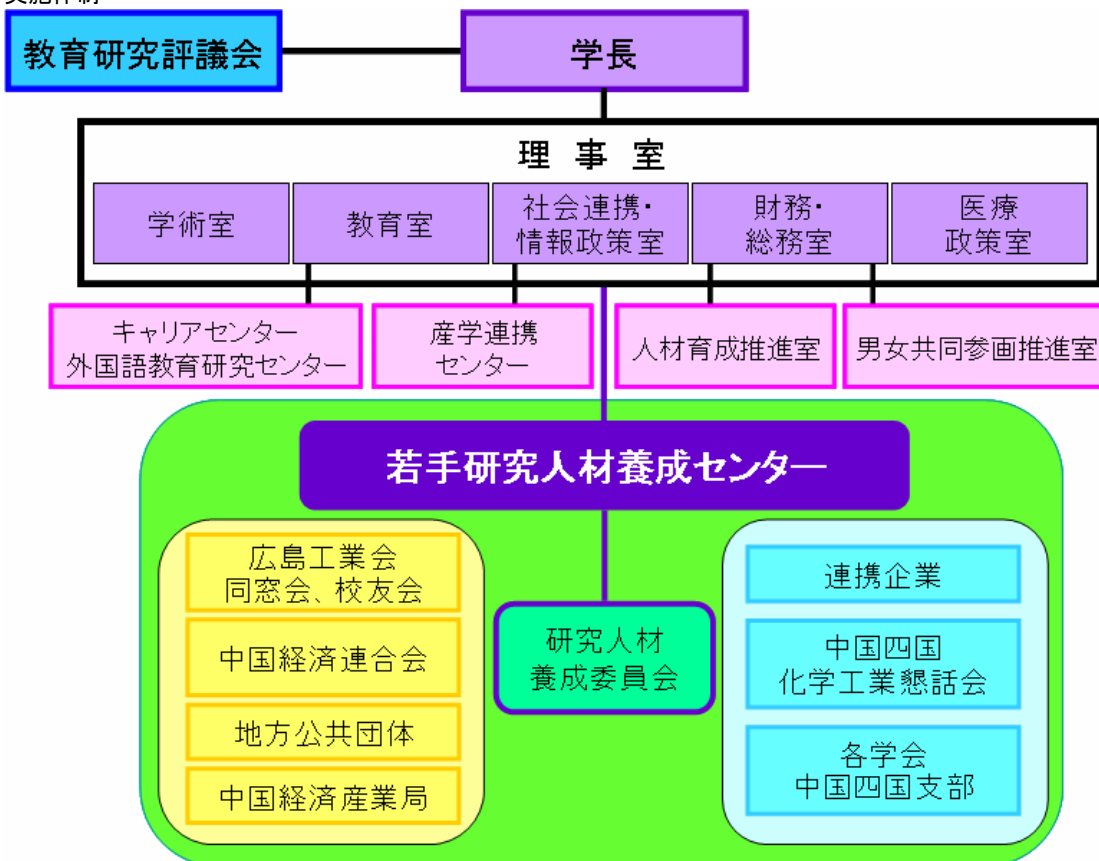 教育研究評議会
学長
理事室
学術室
教育室
社会連携・
情報政策室
財務・
総務室
医療
政策室
キャリアセンター
外国語教育研究センター
産学連携
センター
人材育成推進室
男女共同参画推進室
若手研究人材養成センター
広島工業会
同窓会、校友会
中国経済連合会
地方公共団体
中国経済産業局
研究人材
養成委員会
連携企業
中国四国
化学工業懇話会
各学会
中国四国支部